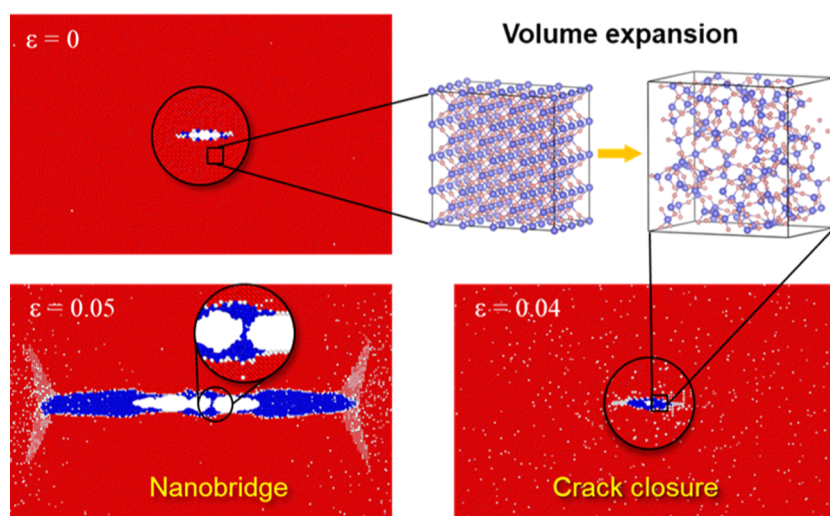 ε = 0
Volume expansion
ε = 0.05
ε = 0.04
Nanobridge
Crack closure